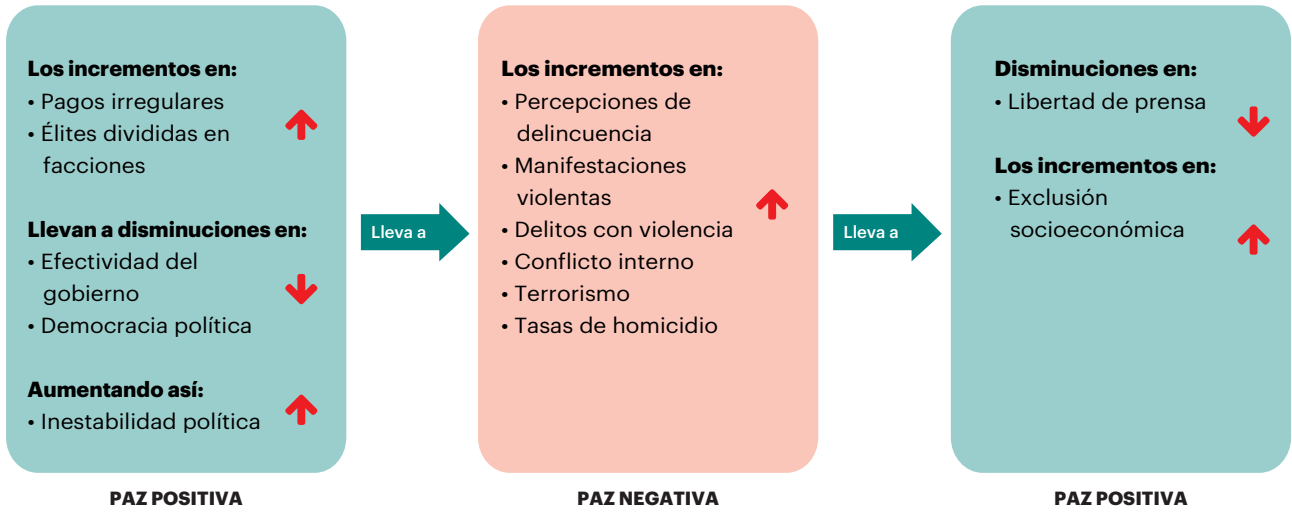 Los incrementos en:
• Pagos irregulares
• Élites divididas en
facciones
Llevan a disminuciones en:
• Efectividad del
gobierno
• Democracia política
Aumentando así:
• Inestabilidad política
PAZ POSITIVA
Lleva a
Los incrementos en:
• Percepciones de
delincuencia
• Manifestaciones
violentas
• Delitos con violencia
• Conflicto interno
• Terrorismo
• Tasas de homicidio
PAZ NEGATIVA
Lleva a
Disminuciones en:
• Libertad de prensa
Los incrementos en:
• Exclusión
socioeconómica
PAZ POSITIVA